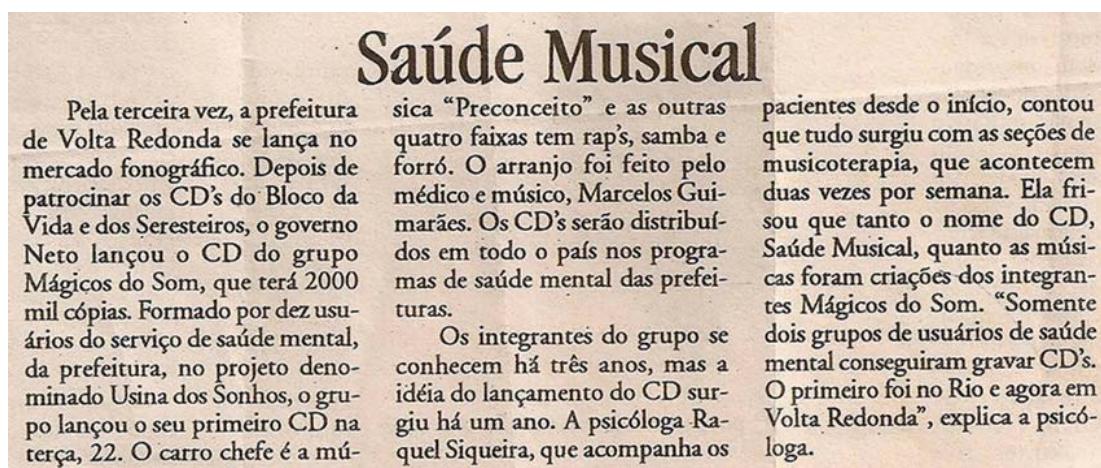 Saúde Musical
Pela terceira vez, a prefeitura
de Volta Redonda se lança no
mercado fonográfico. Depois de
patrocinar os CD's do Bloco da
Vida e dos Seresteiros, o governo
Neto lançou o CD do grupo
Mágicos do Som, que terá 2000
mil cópias. Formado por dez usu-
ários do serviço de saúde mental,
da prefeitura, no projeto deno-
minado Usina dos Sonhos, o gru-
po lançou o seu primeiro CD na
terça, 22. O carro chefe é a mú-
sica “Preconceito” e as outras
quatro faixas tem rap's, samba e
forró. O arranjo foi feito pelo
médico e músico, Marcelos Gui-
marães. Os CD's serão distribuí-
dos em todo o país nos progra-
mas de saúde mental das prefei-
turas.
Os integrantes do grupo se
conhecem há três anos, mas a
idéia do lançamento do CD sur-
giu há um ano. A psicóloga Ra-
quel Siqueira, que acompanha os
pacientes desde o início, contou
que tudo surgiu com as seções de
musicoterapia, que acontecem
duas vezes por semana. Ela fri-
sou que tanto o nome do CD,
Saúde Musical, quanto as músi-
cas foram criações dos integran-
tes Mágicos do Som. “Somente
dois grupos de usuários de saúde
mental conseguiram gravar CD's.
O primeiro foi no Rio e agora em
Volta Redonda”, explica a psicó-
loga.